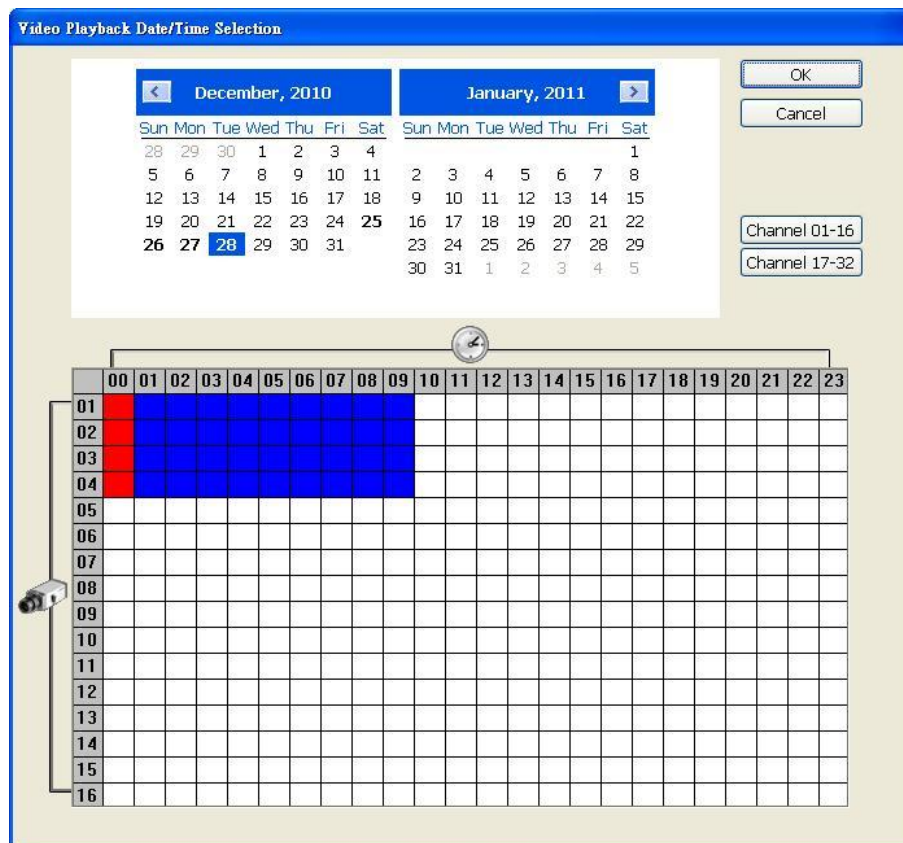 Video Playback Date/Time Selection
December, 2010 January, 2011
Sun Mon Tue Wed Thu Fri Sat Sun Mon Tue Wed Thu Fri Sat
28 29 30 1 2 3 4 1
5 6 7 8 9 10 11 2 3 4 5 6 7 8
12 13 14 15 16 17 18 9 10 11 12 13 14 15
19 20 21 22 23 24 25 16 17 18 19 20 21 22
26 27 28 29 30 31 23 24 25 26 27 28 29
30 31 1 2 3 4 5
OK
Cancel
Channel 01-16
Channel 17-32
00 01 02 03 04 05 06 07 08 09 10 11 12 13 14 15 16 17 18 19 20 21 22 23
01
02
03
04
05
06
07
08
09
10
11
12
13
14
15
16